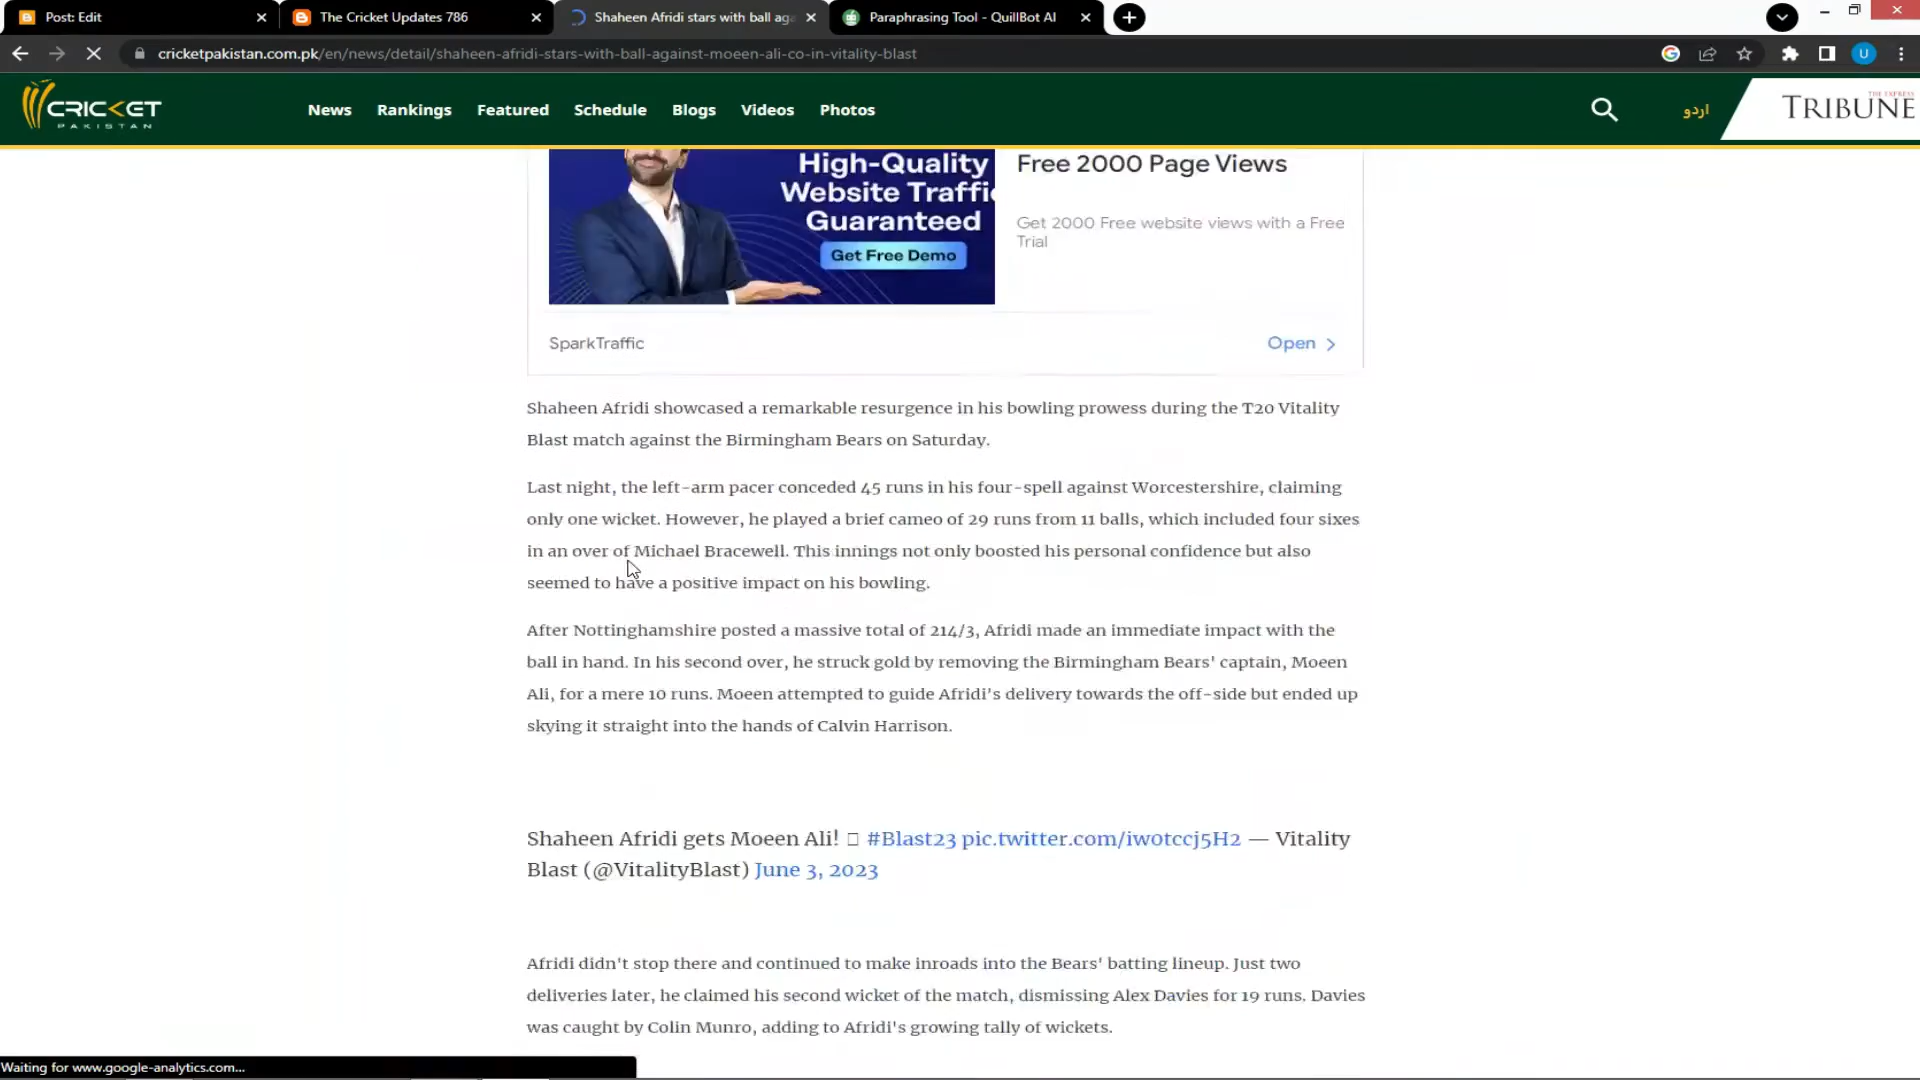 Post: Edit
The Cricket Updates 786
Shaheen Afridi stars with ball aga
Paraphrasing Tool - QuillBot AI
cricketpakistan.com.pk/en/news/detail/shaheen-afridi-stars-with-ball-against-moeen-ali-co-in-vitality-blast
U
CRICKET
PAKISTAN
News
Rankings
Featured
Schedule
Blogs
Videos
Photos
اردو
THE EXPRESS
TRIBUNE
High-Quality
Website Traffic
Guaranteed
Get Free Demo
Free 2000 Page Views
Get 2000 Free website views with a Free
Trial
SparkTraffic
Open
Shaheen Afridi showcased a remarkable resurgence in his bowling prowess during the T20 Vitality
Blast match against the Birmingham Bears on Saturday.
Last night, the left-arm pacer conceded 45 runs in his four-spell against Worcestershire, claiming
only one wicket. However, he played a brief cameo of 29 runs from 11 balls, which included four sixes
in an over of Michael Bracewell. This innings not only boosted his personal confidence but also
seemed to have a positive impact on his bowling.
After Nottinghamshire posted a massive total of 214/3, Afridi made an immediate impact with the
ball in hand. In his second over, he struck gold by removing the Birmingham Bears' captain, Moeen
Ali, for a mere 10 runs. Moeen attempted to guide Afridi's delivery towards the off-side but ended up
skying it straight into the hands of Calvin Harrison.
Shaheen Afridi gets Moeen Ali! #Blast23 pic.twitter.com/iw0tccj5H2 — Vitality
Blast (@VitalityBlast) June 3, 2023
Afridi didn't stop there and continued to make inroads into the Bears' batting lineup. Just two
deliveries later, he claimed his second wicket of the match, dismissing Alex Davies for 19 runs. Davies
was caught by Colin Munro, adding to Afridi's growing tally of wickets.
Waiting for www.google-analytics.com...